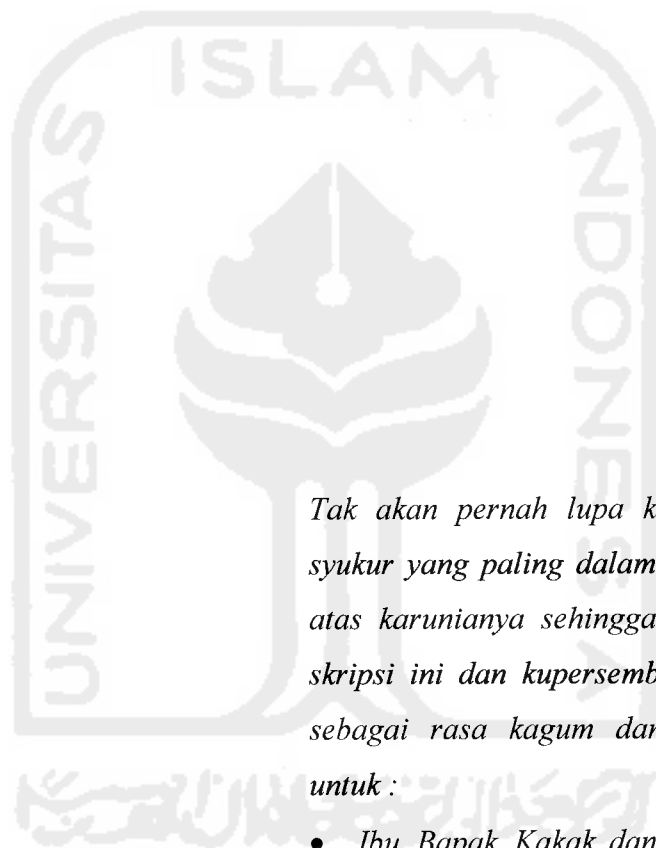 ISLAM
UNIVERSITAS
INDONESIA
Tak akan pernah lupa k
syukur yang paling dalam
atas karunianya sehingga
skripsi ini dan kupersemb
sebagai rasa kagum dar
untuk :
• Ibu Bapak Kakak dan